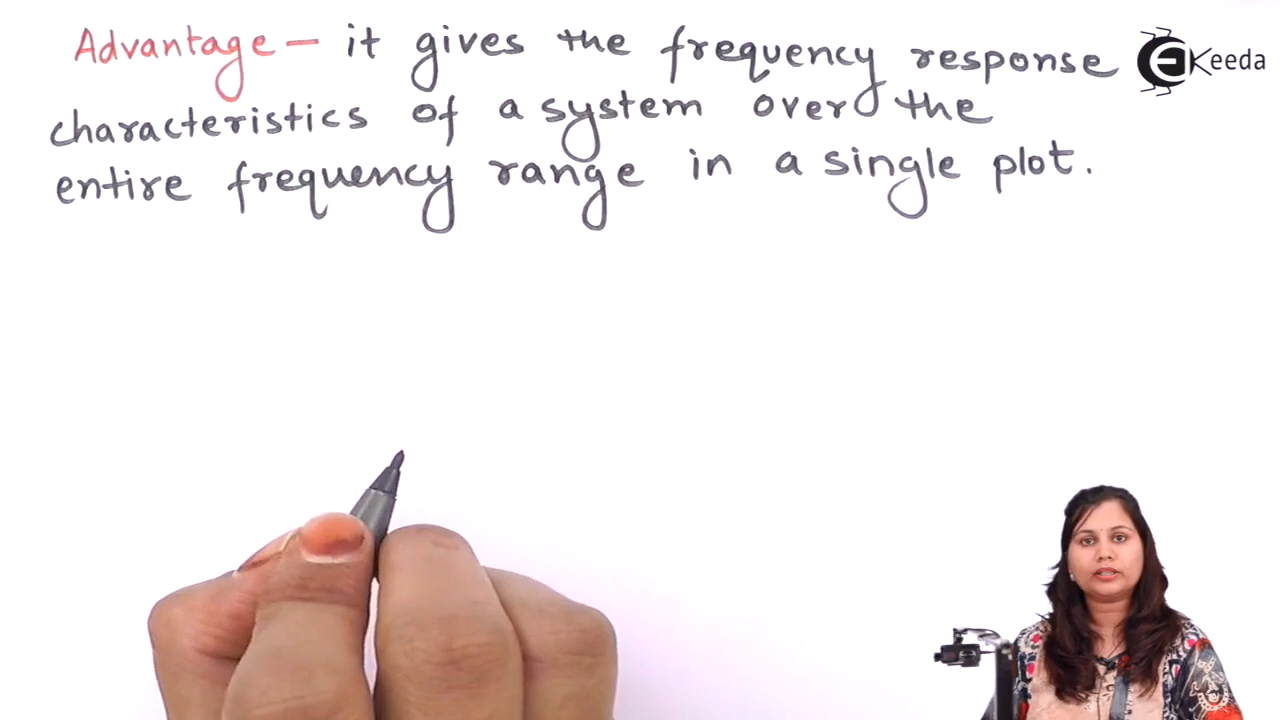 Advantage - it gives the frequency response
characteristics of a system over the
entire frequency range in a single plot.
EKeeda